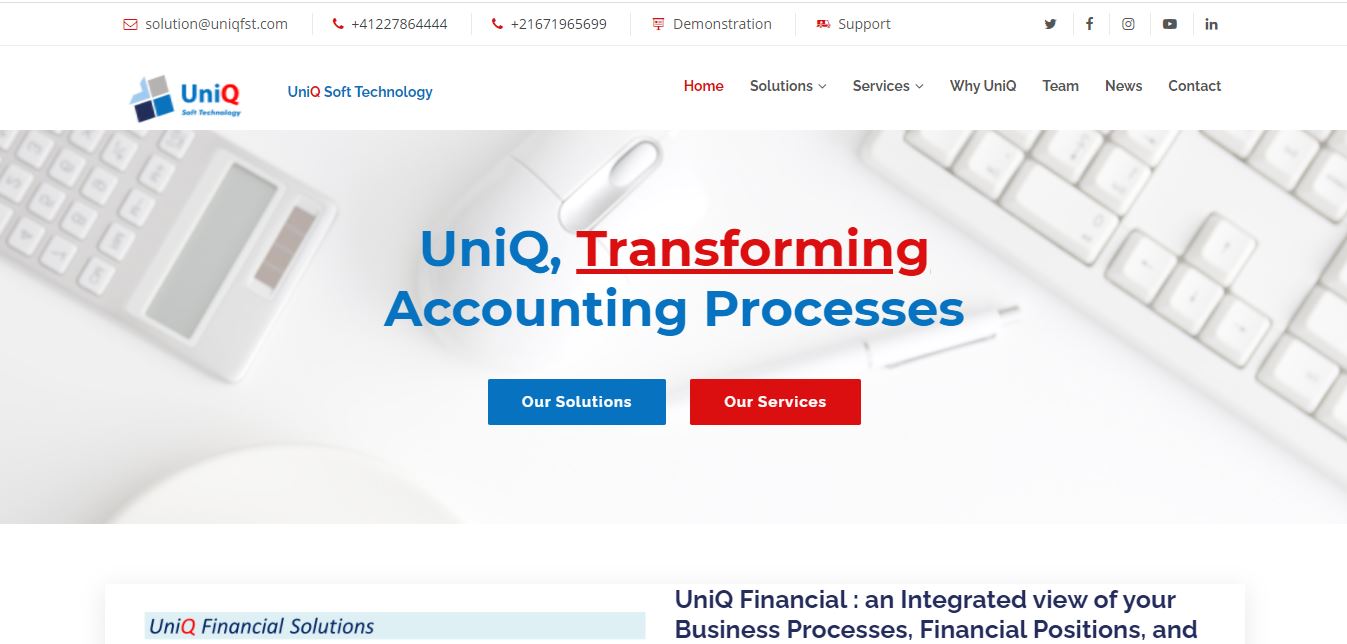 solution@uniqfst.com
+41227864444
+21671965699
Demonstration
Support
UniQ
Soft Technology
UniQ Soft Technology
Home
Solutions
Services
Why UniQ
Team
News
Contact
UniQ, Transforming
Accounting Processes
Our Solutions
Our Services
UniQ Financial Solutions
UniQ Financial : an Integrated view of your
Business Processes, Financial Positions, and